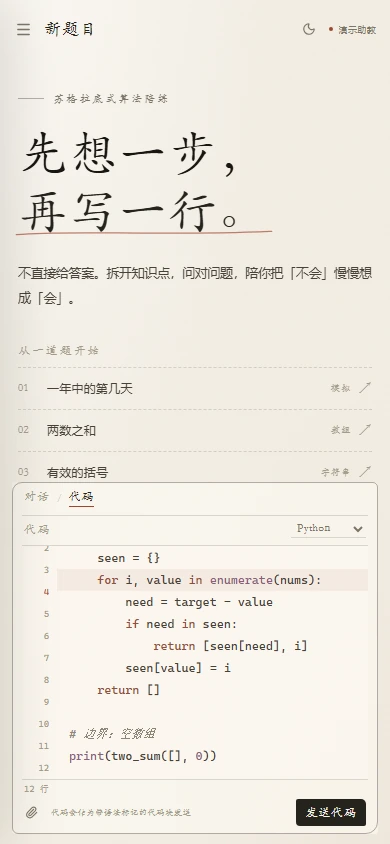 新题目
演示助教
苏格拉底式算法陪练
先想一步，
再写一行。
不直接给答案。拆开知识点，问对问题，陪你把「不会」慢慢想
成「会」。
从一道题开始
01 一年中的第几天 模拟
02 两数之和 数组
03 有效的括号 字符串
对话 / 代码
代码 Python
2
seen = {}
3
for i, value in enumerate(nums):
4
need = target - value
5
if need in seen:
6
return [seen[need], i]
7
seen[value] = i
8
return []
9
10
# 边界：空数组
11
print(two_sum([], 0))
12
12 行
代码会作为带语法标记的代码块发送
发送代码